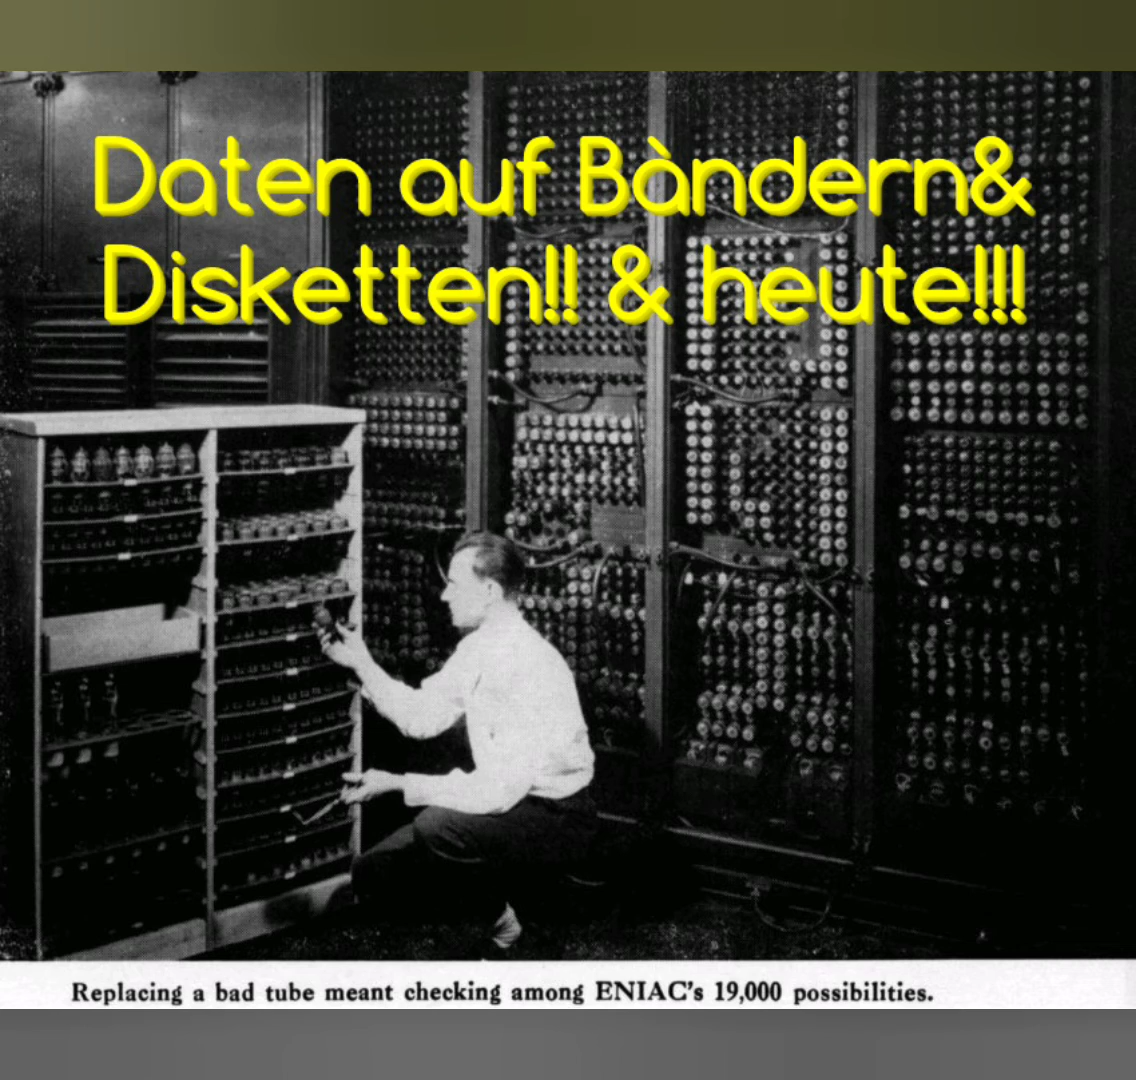 Daten auf Bàndern&
Disketten!! & heute!!!
Replacing a bad tube meant checking among ENIAC's 19,000 possibilities.